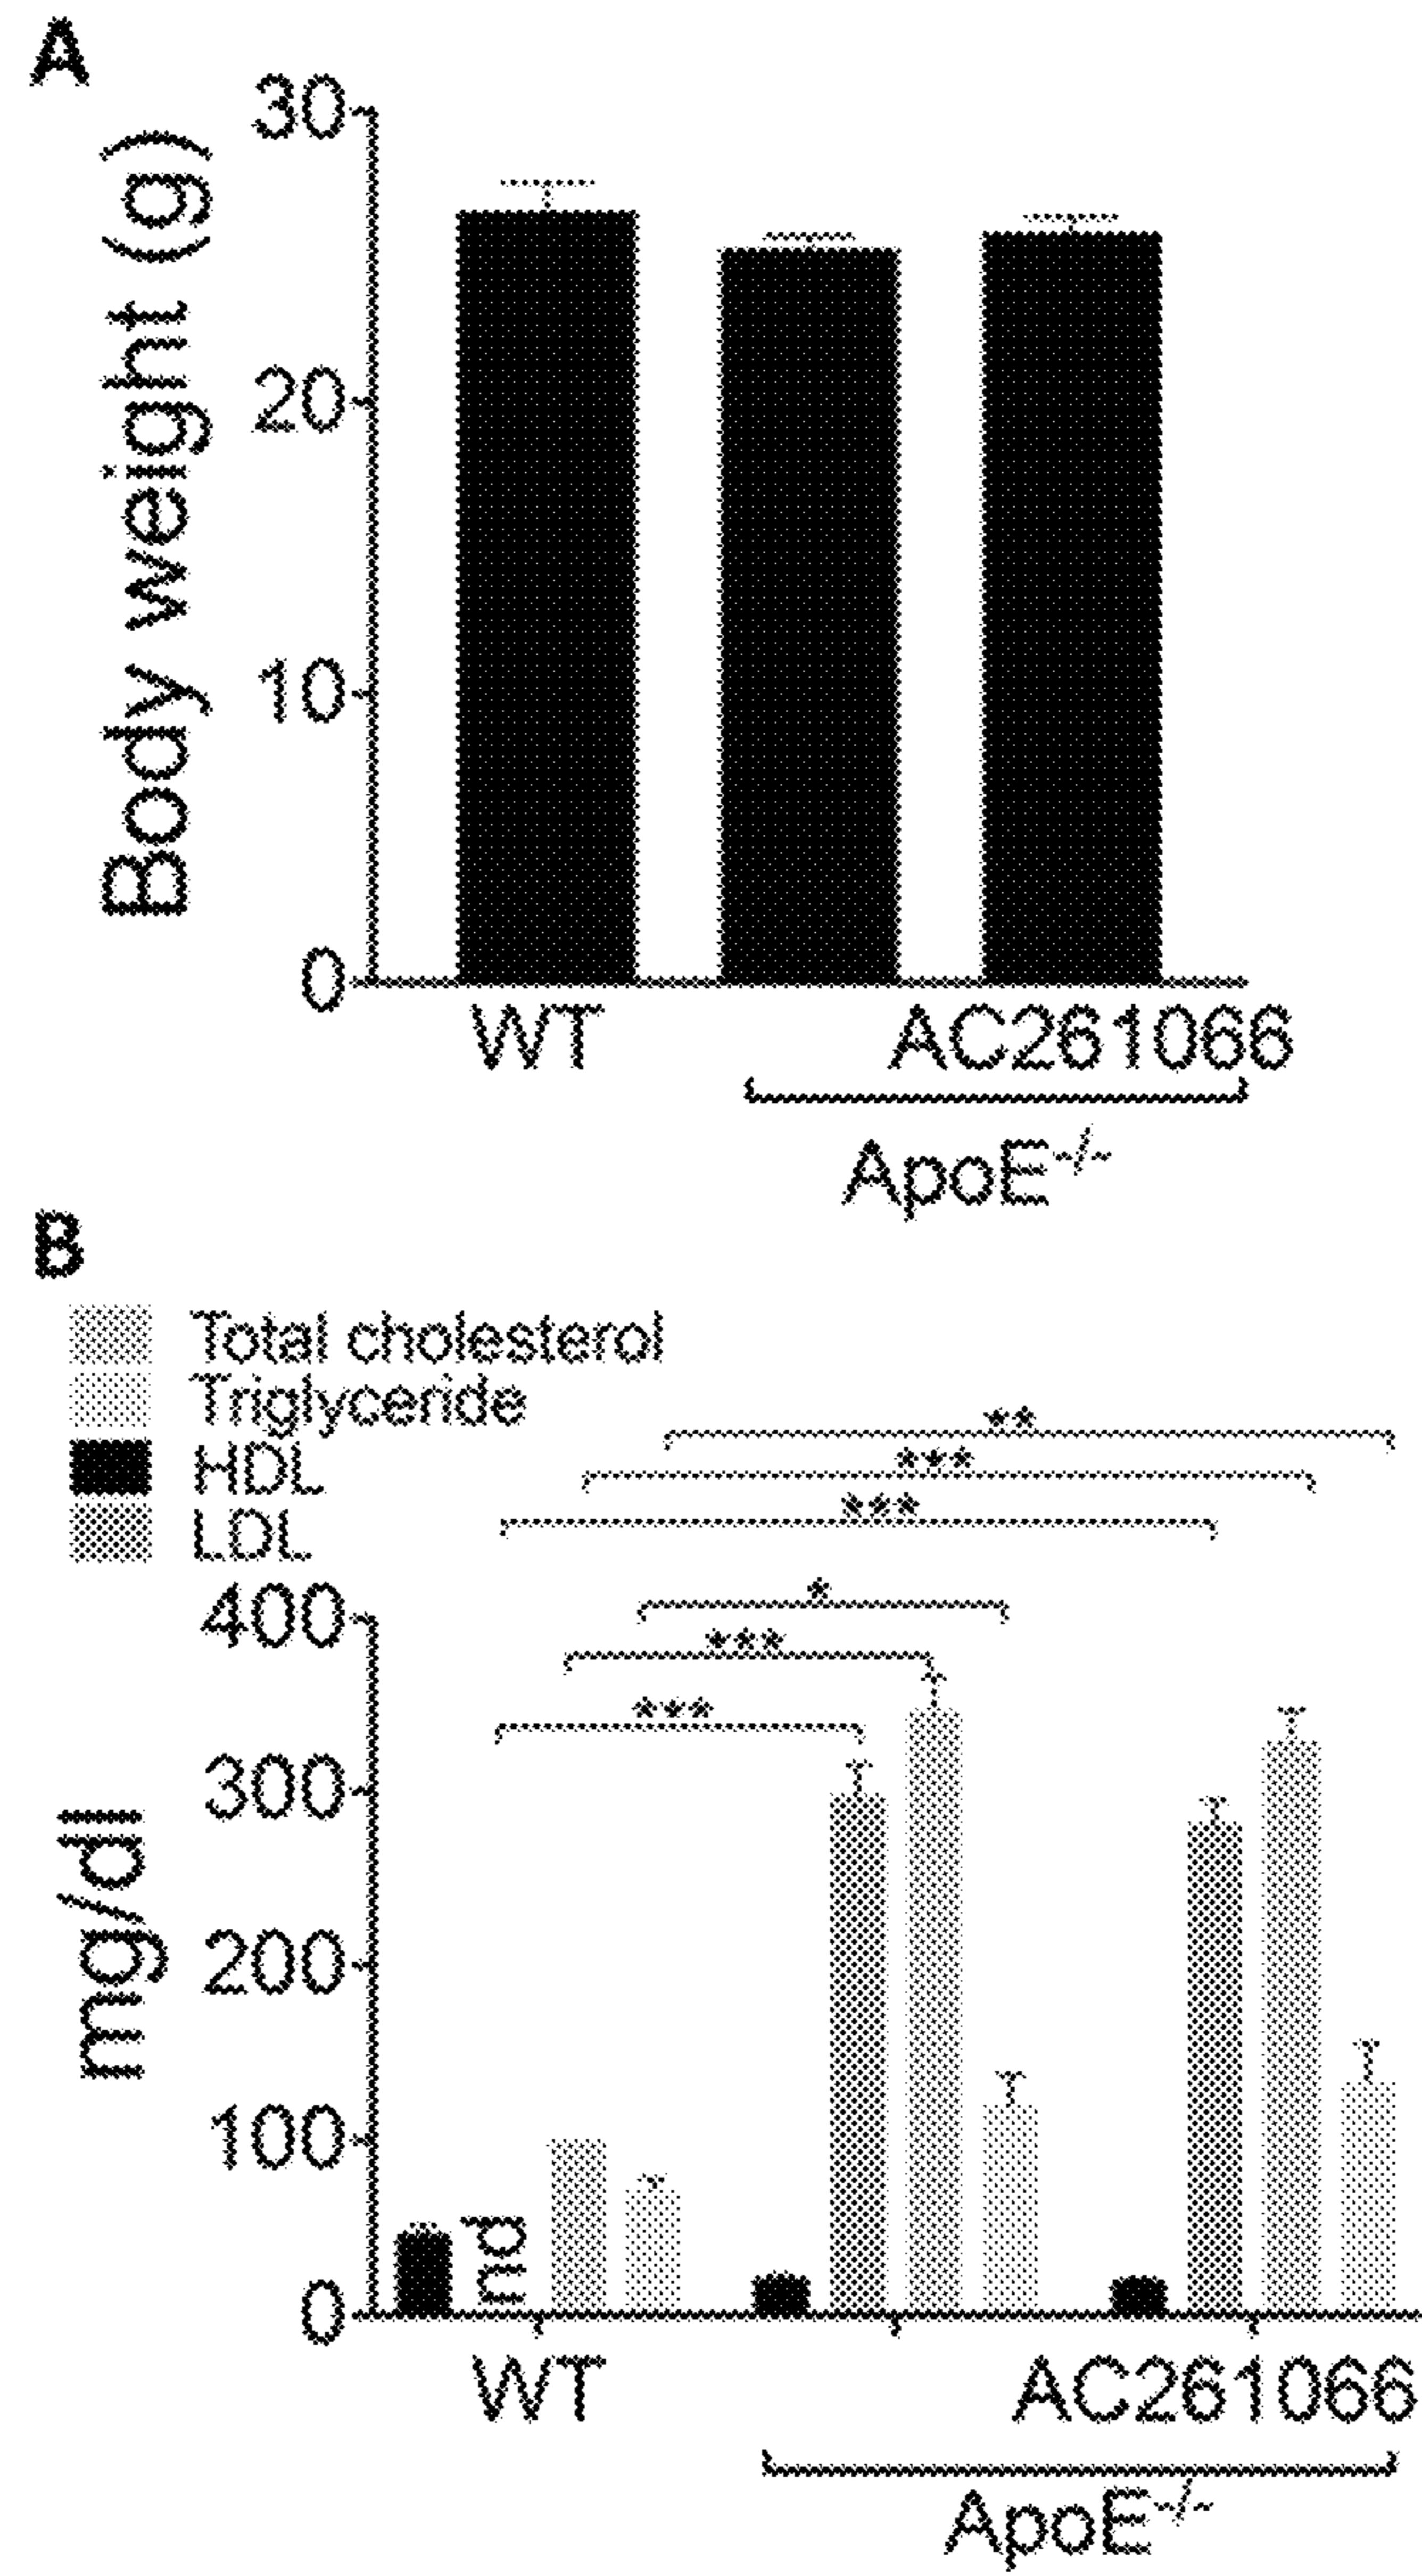 A
Body weight (g)
30
20
10
0
WT
AC261066
ApoE-/-
B
Total cholesterol
Triglyceride
HDL
LDL
**
***
***
*
***
***
mg/dl
400
300
200
100
0
nd
WT
AC261066
ApoE-/-